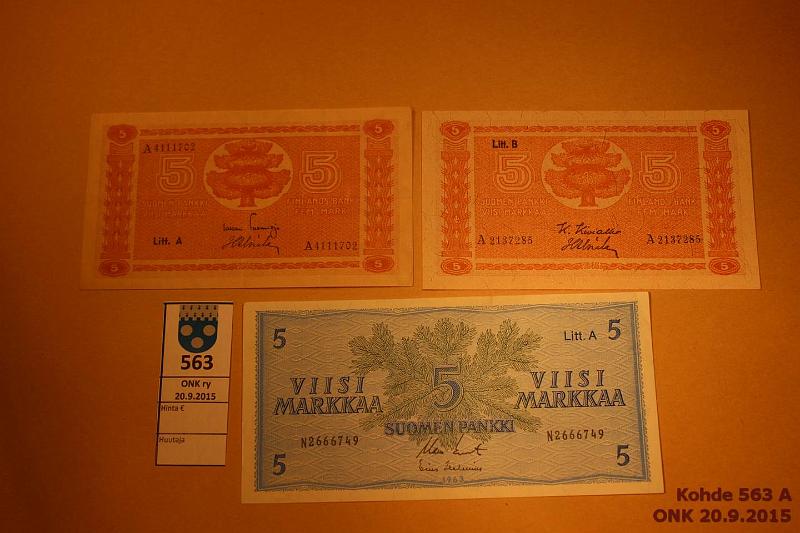 5 5
A 4111702
5 5
SUOMEN PANKKI FINLANDS BANK
VIISI MARKKAA FEM MARK
Litt. A
A 4111702
5 5
5 5
Litt. B
5 5
SUOMEN PANKKI FINLANDS BANK
VIISI MARKKAA FEM MARK
A 2137285 A 2137285
5 5
563
ONK ry
20.9.2015
Hinta €
Huutaja
5 Litt. A 5
VIISI 5 VIISI
MARKKAA MARKKAA
SUOMEN PANKKI
N2666749 N2666749
5 5
1963
Kohde 563 A
ONK 20.9.2015